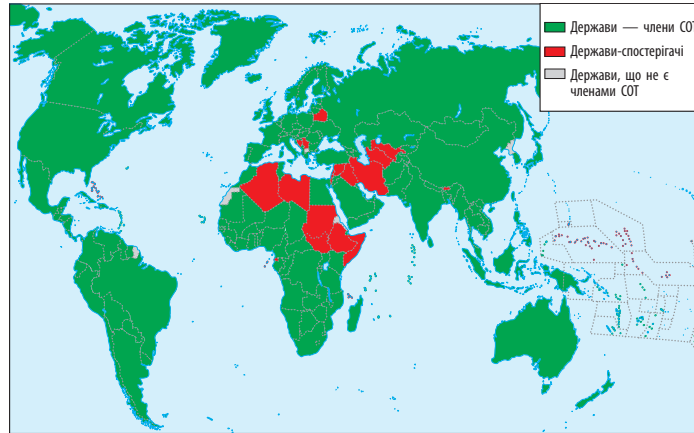 Держави — члени СОТ
Держави-спостерігачі
Держави, що не є
членами СОТ